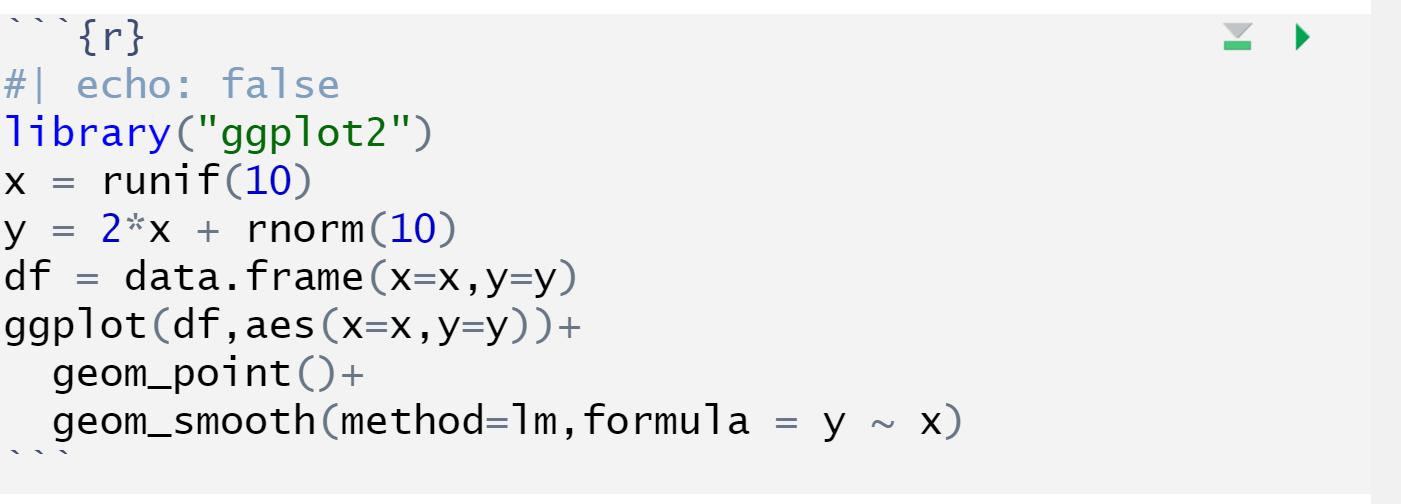 ```{r}
#| echo: false
library("ggplot2")
x = runif(10)
y = 2*x + rnorm(10)
df = data.frame(x=x,y=y)
ggplot(df,aes(x=x,y=y))+
  geom_point()+
  geom_smooth(method=lm,formula = y ~ x)
```